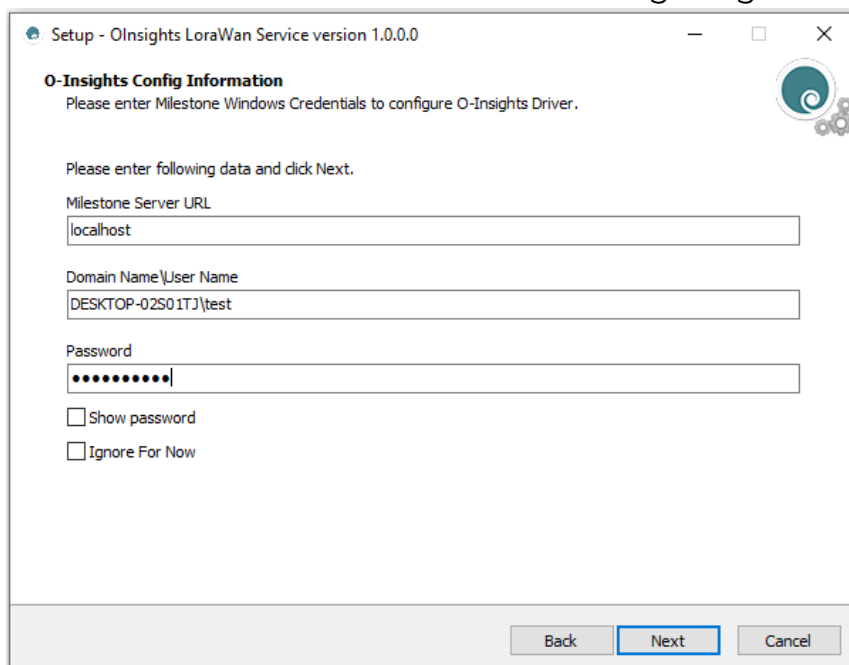 Setup - OInsights LoraWan Service version 1.0.0.0
O-Insights Config Information
Please enter Milestone Windows Credentials to configure O-Insights Driver.
Please enter following data and click Next.
Milestone Server URL
localhost
Domain Name\User Name
DESKTOP-02S01TJ\test
Password
●●●●●●●●●●
Show password
Ignore For Now
Back Next Cancel